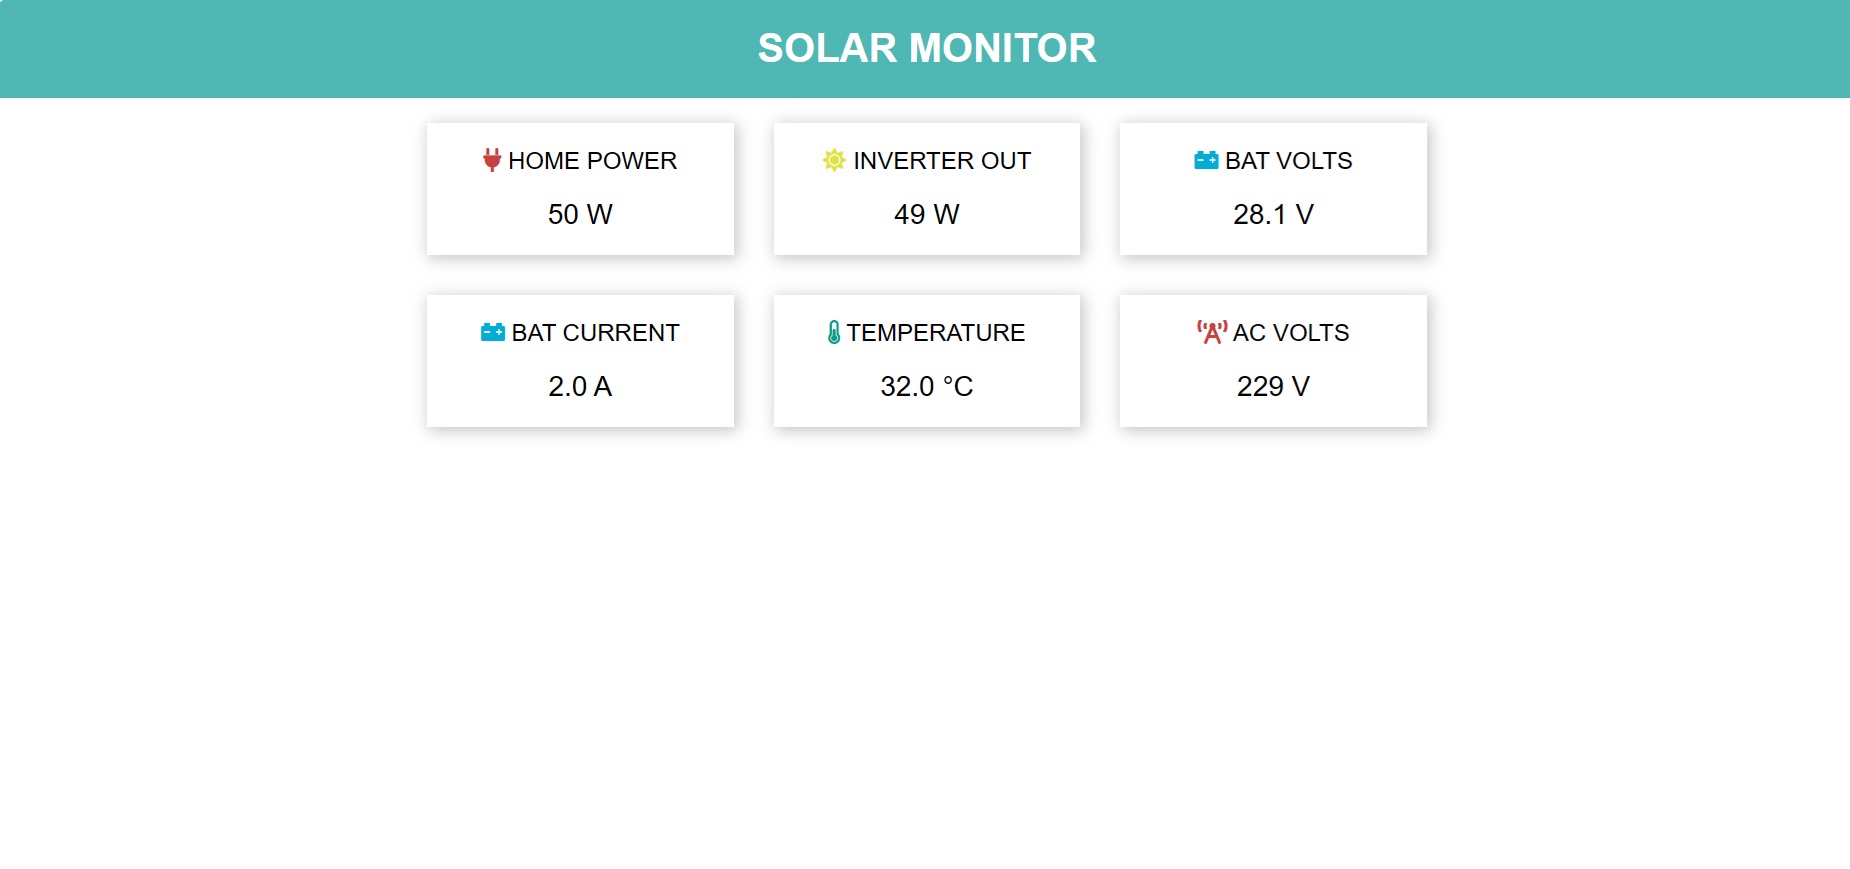 SOLAR MONITOR
HOME POWER
50 W
INVERTER OUT
49 W
BAT VOLTS
28.1 V
BAT CURRENT
2.0 A
TEMPERATURE
32.0 °C
AC VOLTS
229 V